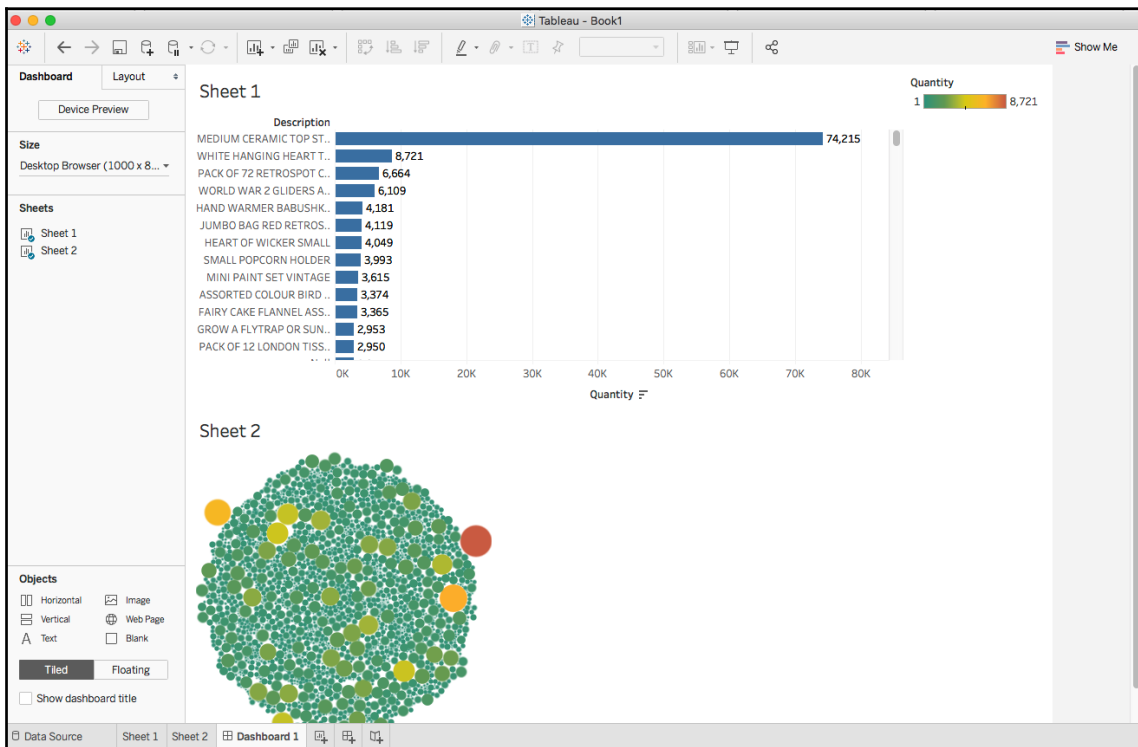 Tableau - Book1
Show Me
Dashboard
Layout
Device Preview
Size
Desktop Browser (1000 x 8...
Sheets
Sheet 1
Sheet 2
Objects
Horizontal
Image
Vertical
Web Page
A Text
Blank
Tiled
Floating
Show dashboard title
Sheet 1
Description
MEDIUM CERAMIC TOP ST.. 74,215
WHITE HANGING HEART T.. 8,721
PACK OF 72 RETROSPOT C.. 6,664
WORLD WAR 2 GLIDERS A.. 6,109
HAND WARMER BABUSHK.. 4,181
JUMBO BAG RED RETROS.. 4,119
HEART OF WICKER SMALL 4,049
SMALL POPCORN HOLDER 3,993
MINI PAINT SET VINTAGE 3,615
ASSORTED COLOUR BIRD .. 3,374
FAIRY CAKE FLANNEL ASS.. 3,365
GROW A FLYTRAP OR SUN.. 2,953
PACK OF 12 LONDON TISS.. 2,950
0K 10K 20K 30K 40K 50K 60K 70K 80K
Quantity
Quantity
1 8,721
Sheet 2
Data Source
Sheet 1
Sheet 2
Dashboard 1